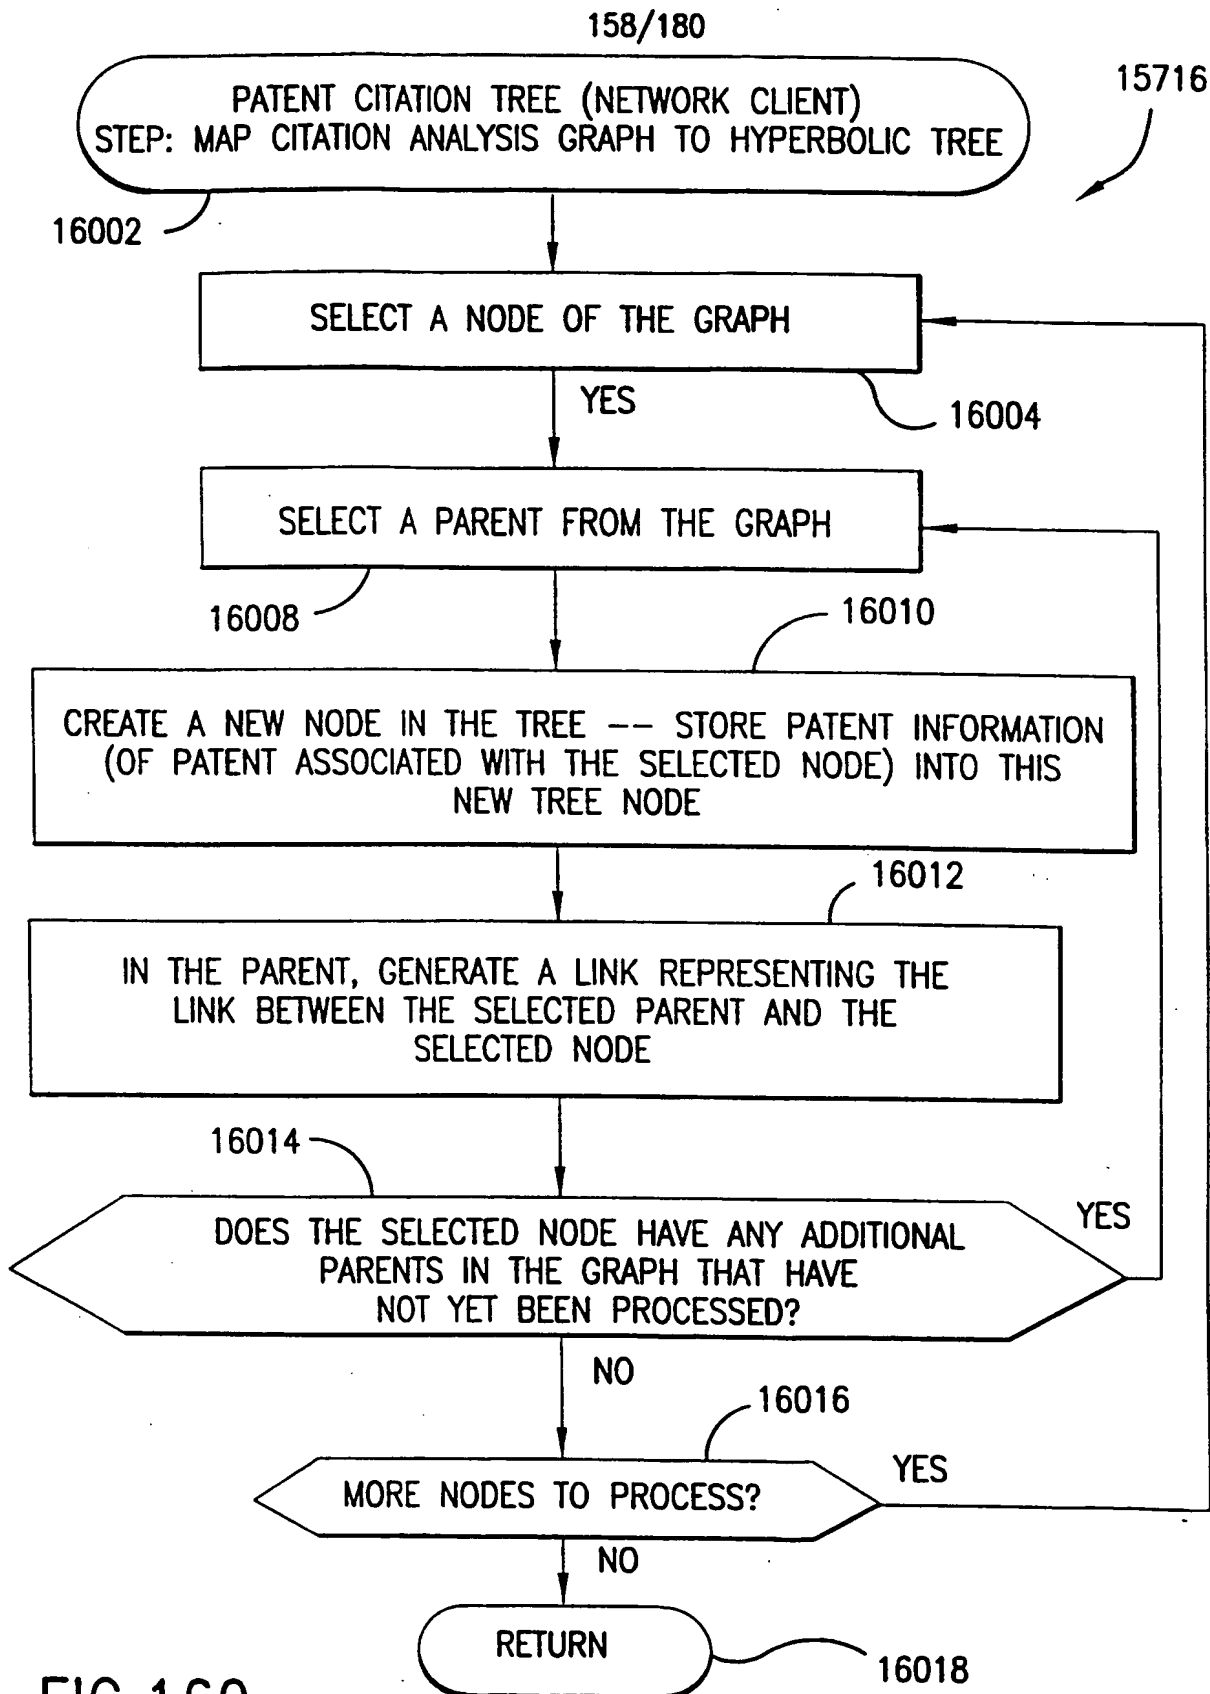 158/180
15716
PATENT CITATION TREE (NETWORK CLIENT)
STEP: MAP CITATION ANALYSIS GRAPH TO HYPERBOLIC TREE
16002
SELECT A NODE OF THE GRAPH
YES
16004
SELECT A PARENT FROM THE GRAPH
16008
16010
CREATE A NEW NODE IN THE TREE -- STORE PATENT INFORMATION
(OF PATENT ASSOCIATED WITH THE SELECTED NODE) INTO THIS
NEW TREE NODE
16012
IN THE PARENT, GENERATE A LINK REPRESENTING THE
LINK BETWEEN THE SELECTED PARENT AND THE
SELECTED NODE
16014
YES
DOES THE SELECTED NODE HAVE ANY ADDITIONAL
PARENTS IN THE GRAPH THAT HAVE
NOT YET BEEN PROCESSED?
NO
16016
YES
MORE NODES TO PROCESS?
NO
RETURN
16018
FIG.160